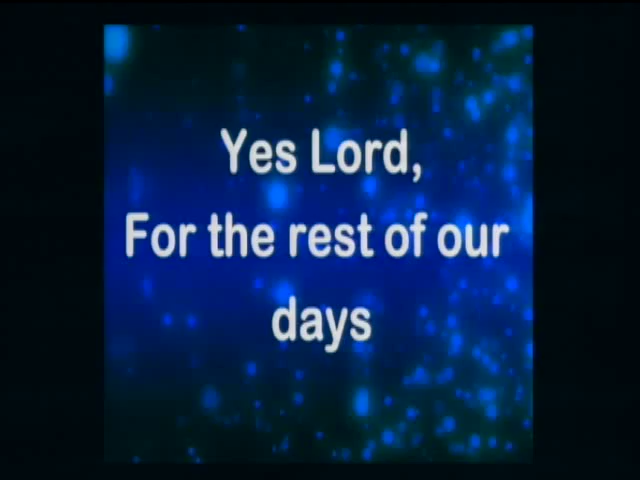 Yes Lord,
For the rest of our
days